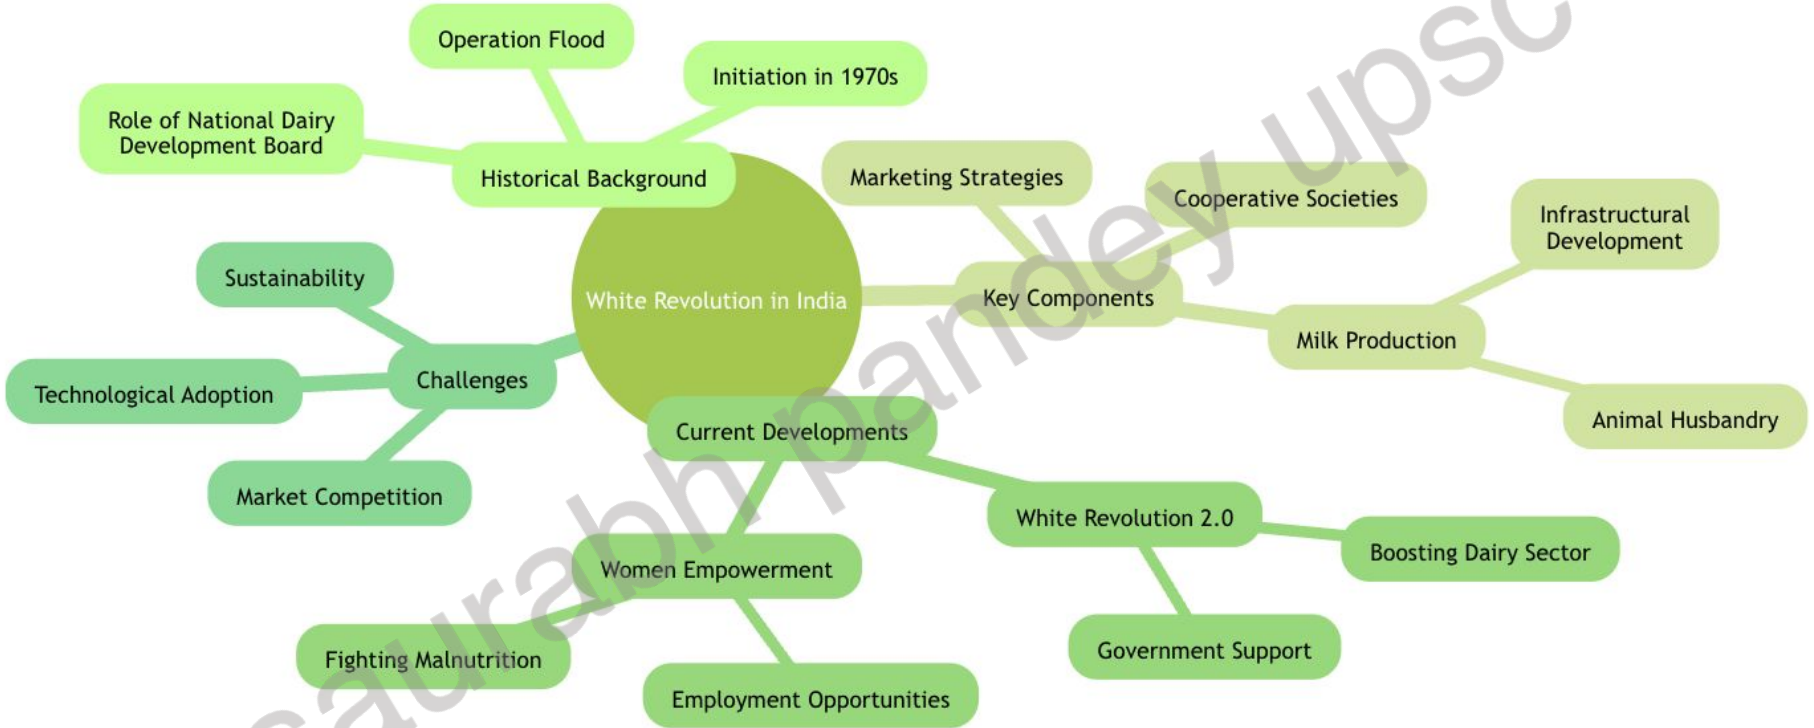 Operation Flood
Initiation in 1970s
Role of National Dairy
Development Board
Historical Background
Marketing Strategies
Cooperative Societies
Infrastructural
Development
Sustainability
White Revolution in India
Key Components
Milk Production
Challenges
Technological Adoption
Animal Husbandry
Current Developments
Market Competition
White Revolution 2.0
Boosting Dairy Sector
Women Empowerment
Government Support
Fighting Malnutrition
Employment Opportunities
saurabh pandey upsc